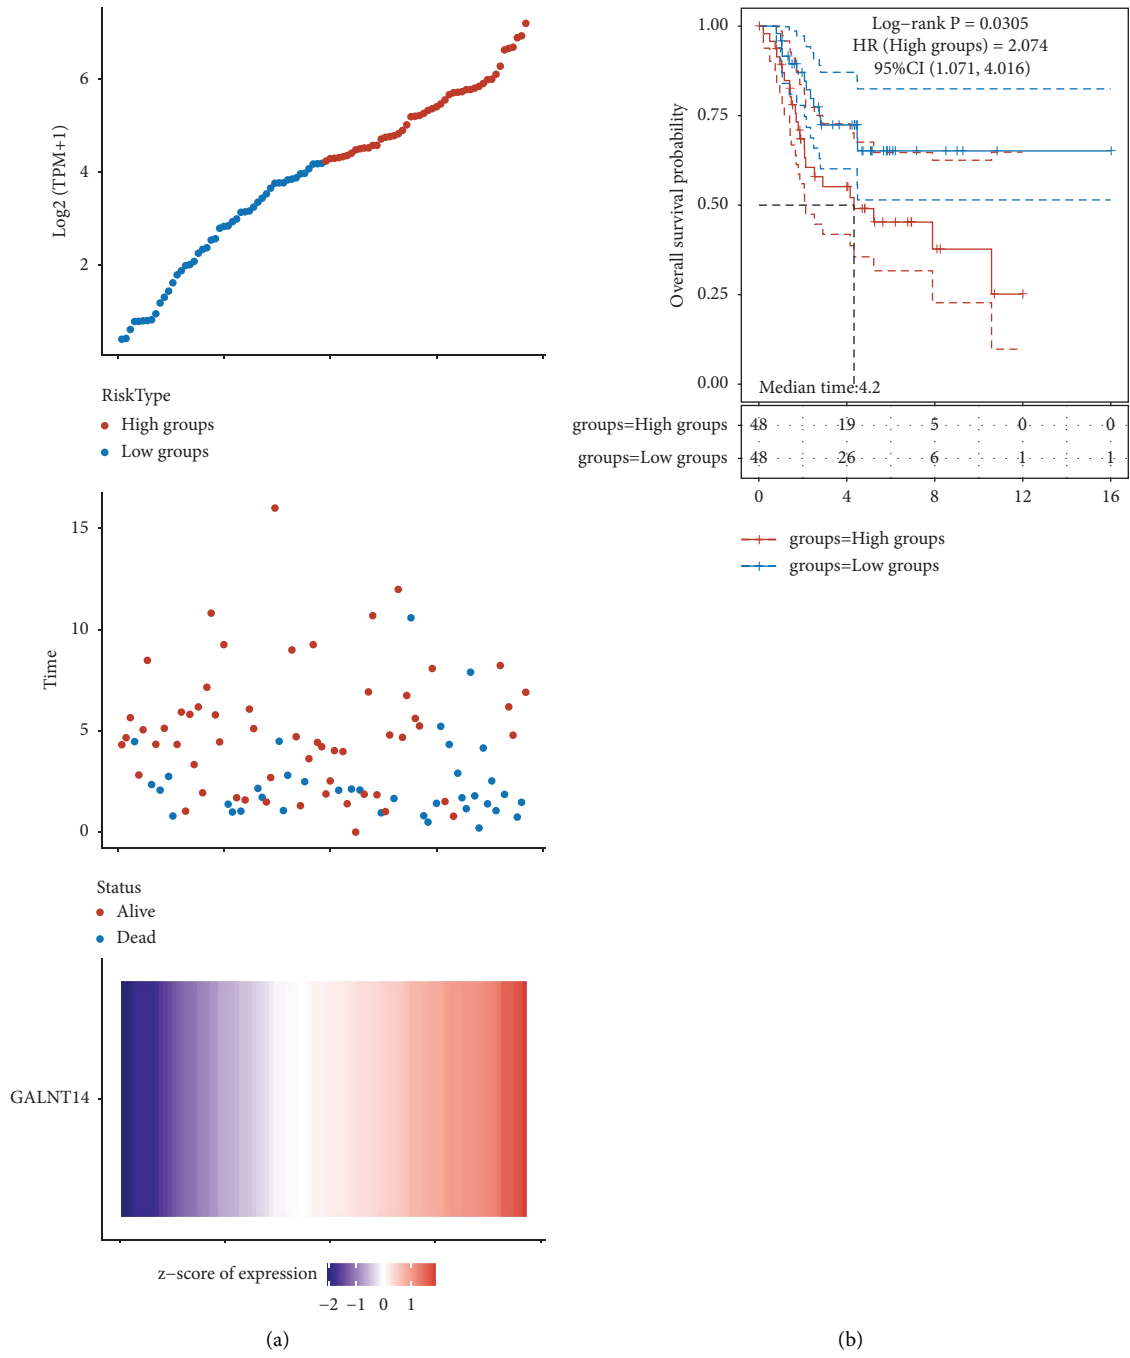 6
4
2
Log2 (TPM+1)
RiskType
High groups
Low groups
15
10
5
0
Time
Status
Alive
Dead
GALNT14
z−score of expression
−2 −1 0 1
(a)
1.00
0.75
0.50
0.25
0.00
Overall survival probability
Log−rank P = 0.0305
HR (High groups) = 2.074
95%CI (1.071, 4.016)
Median time:4.2
groups=High groups 48 19 5 0 0
groups=Low groups 48 26 6 1 1
0 4 8 12 16
groups=High groups
groups=Low groups
(b)